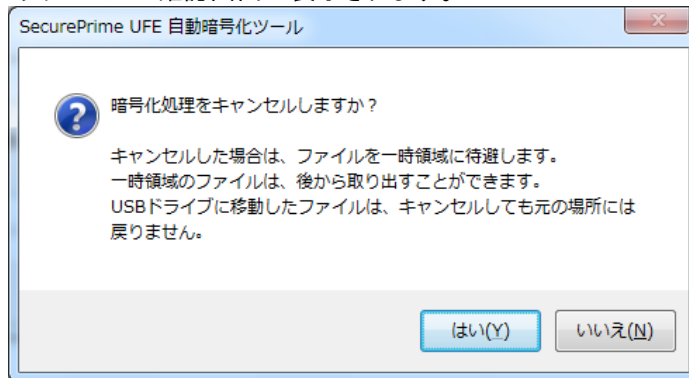 SecurePrime UFE 自動暗号化ツール
暗号化処理をキャンセルしますか？
キャンセルした場合は、ファイルを一時領域に待避します。
一時領域のファイルは、後から取り出すことができます。
USBドライブに移動したファイルは、キャンセルしても元の場所には
戻りません。
はい(Y)
いいえ(N)